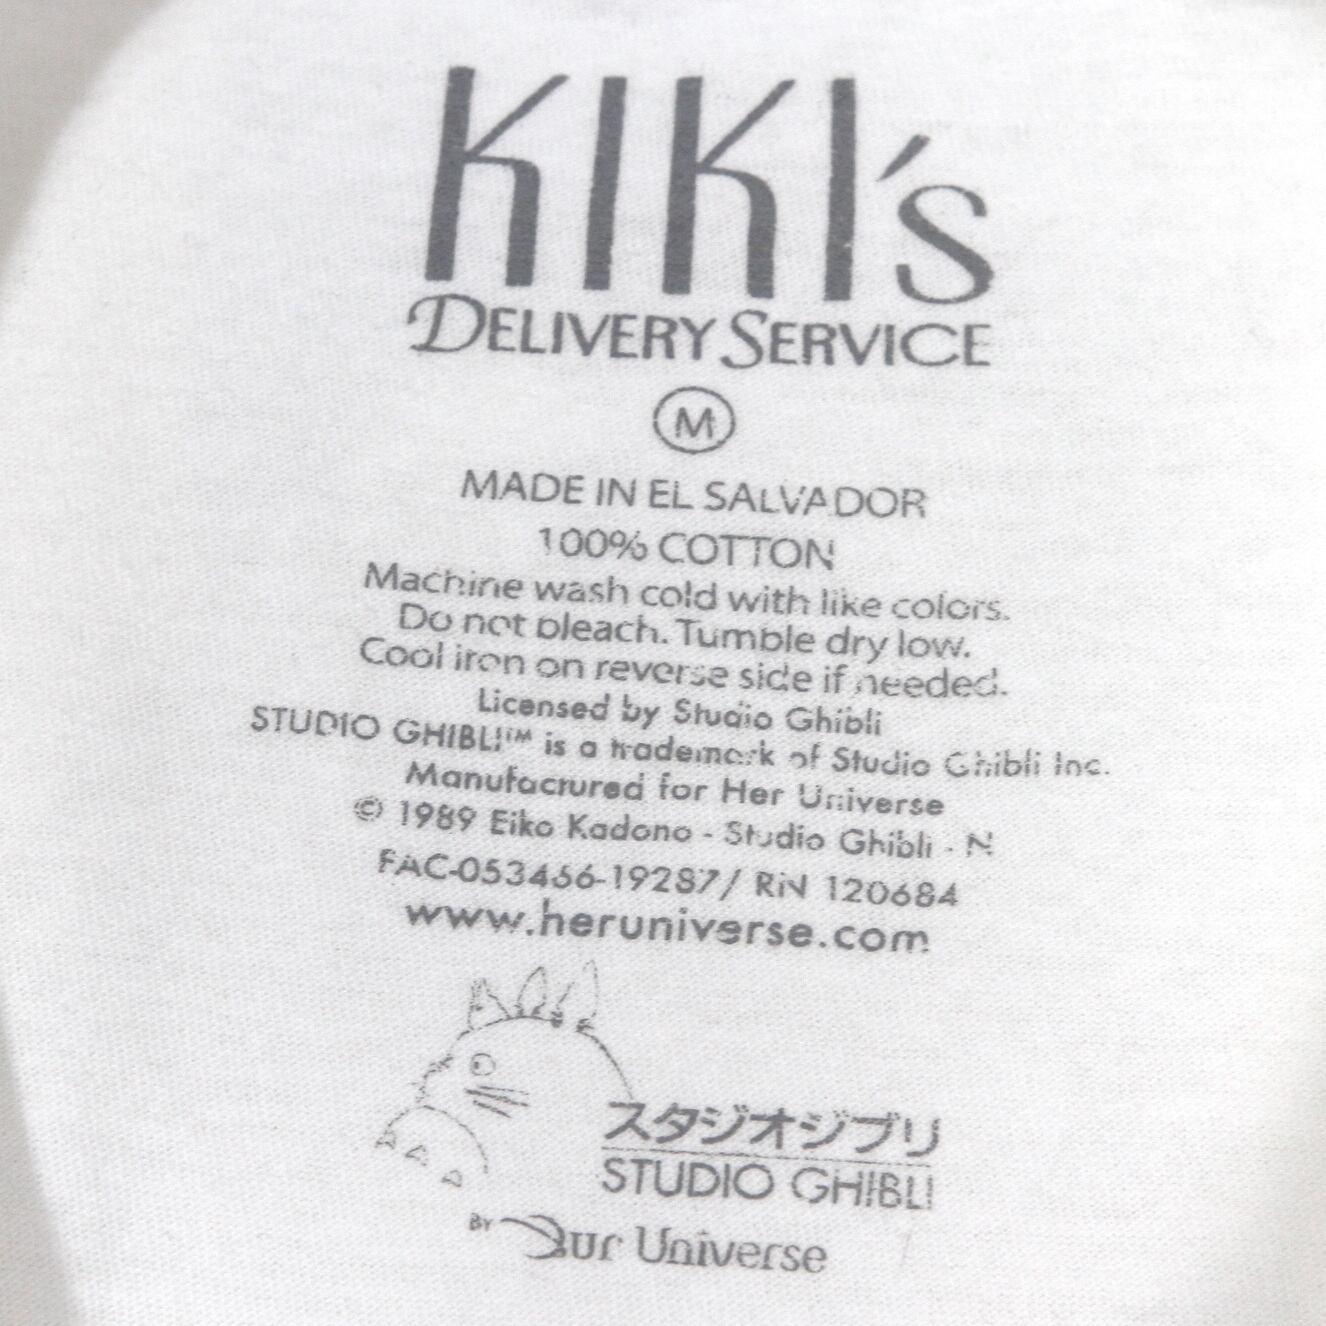 KIKI's
DELIVERY SERVICE
M
MADE IN EL SALVADOR
100% COTTON
Machine wash cold with like colors.
Do not bleach. Tumble dry low.
Cool iron on reverse side if needed.
Licensed by Studio Ghibli
STUDIO GHIBLI™ is a trademark of Studio Ghibli Inc.
Manufactured for Her Universe
© 1989 Eiko Kadono - Studio Ghibli - N
FAC-053466-19287/ RN 120684
www.heruniverse.com
スタジオジブリ
STUDIO GHIBLI
BY Our Universe